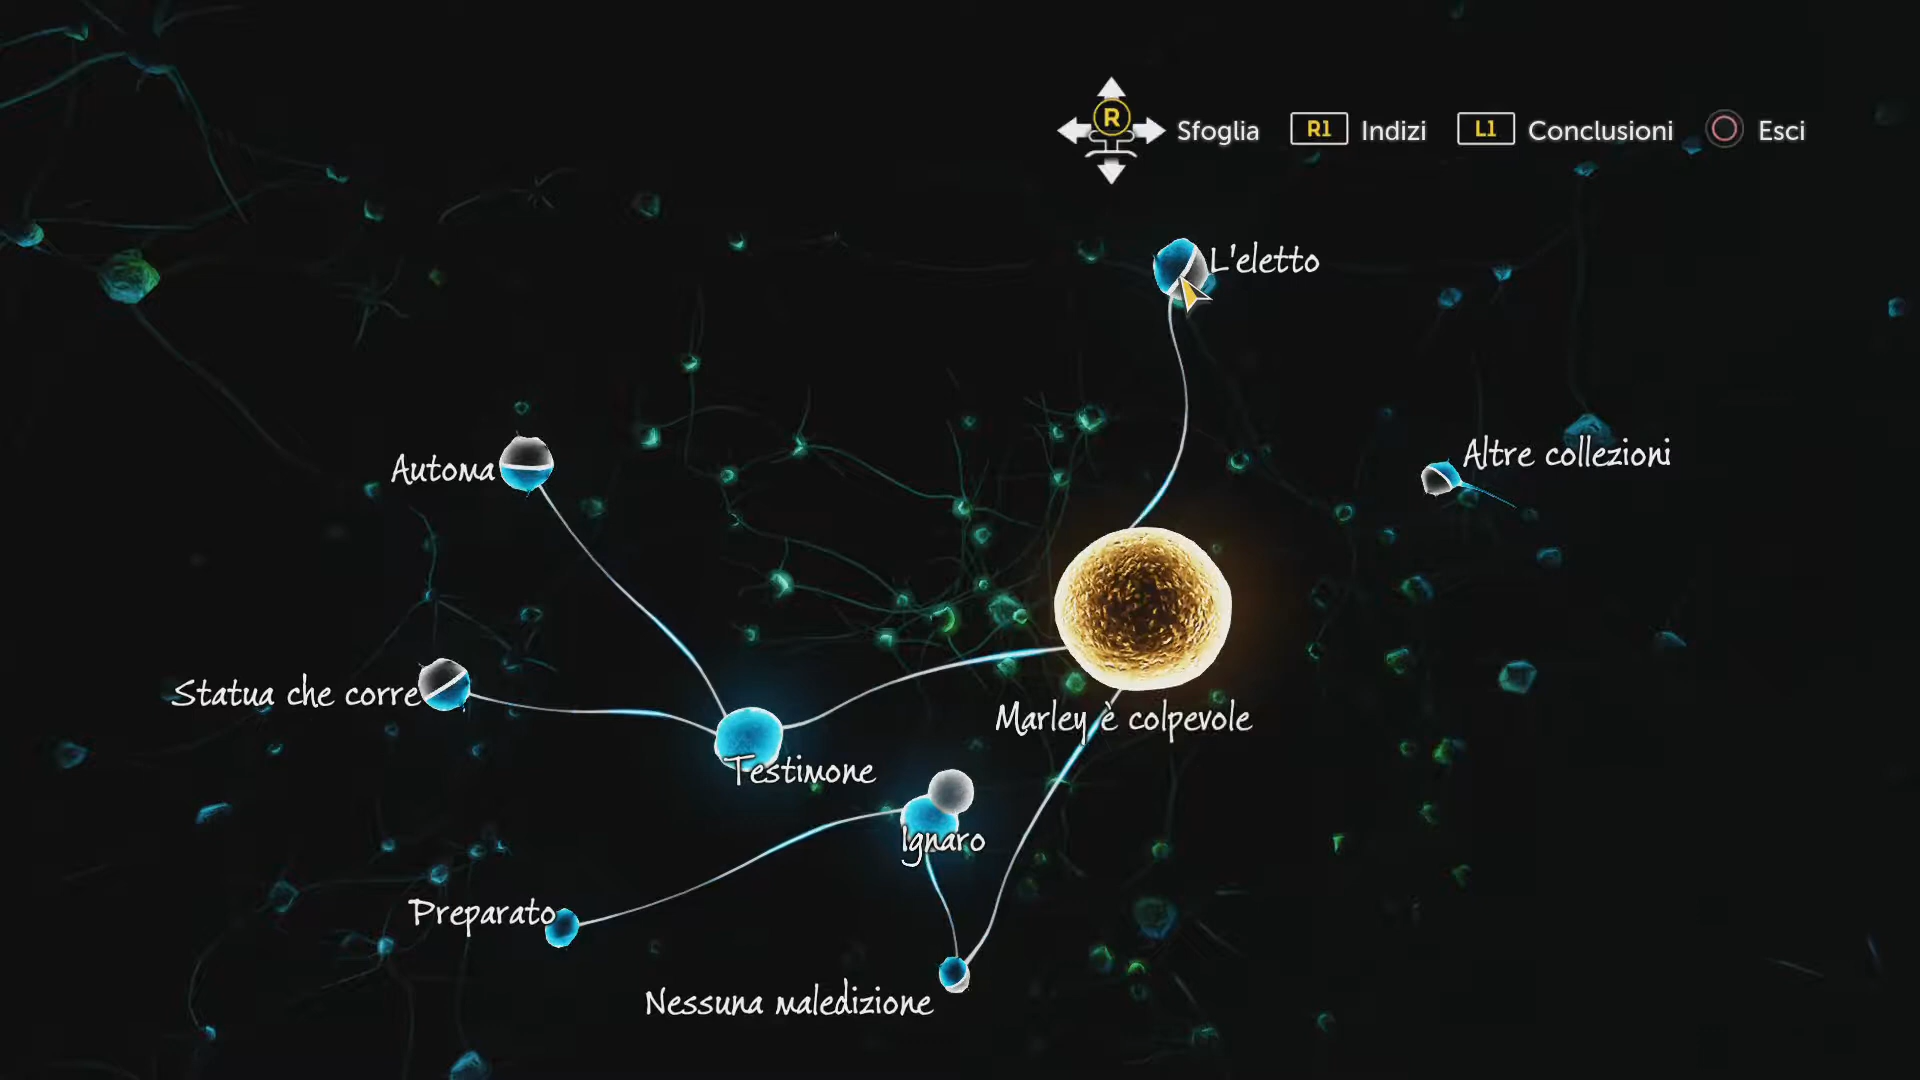 R Sfoglia R1 Indizi L1 Conclusioni Esci
L'eletto
Altre collezioni
Automa
Statua che corre
Marley è colpevole
Testimone
Ignaro
Preparato
Nessuna maledizione